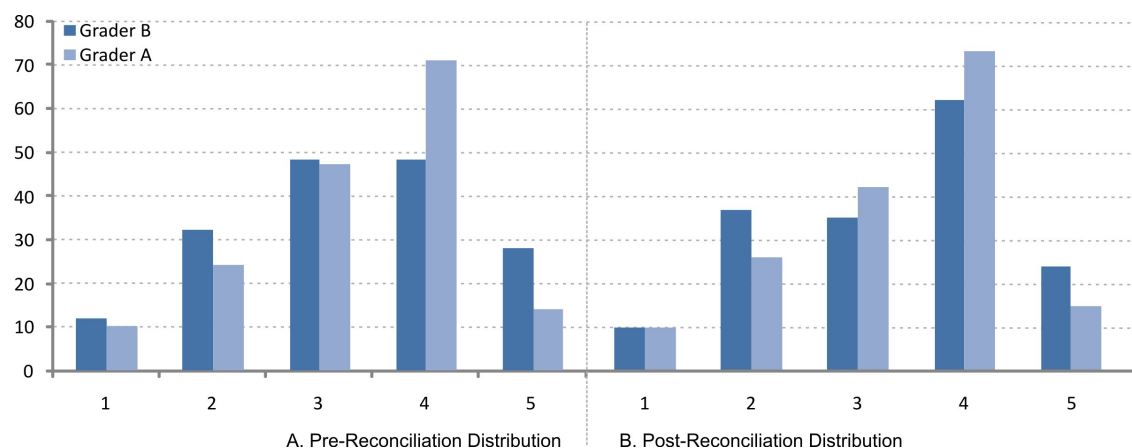 80
70
60
50
40
30
20
10
0
Grader B
Grader A
1 2 3 4 5 1 2 3 4 5
A. Pre-Reconciliation Distribution B. Post-Reconciliation Distribution